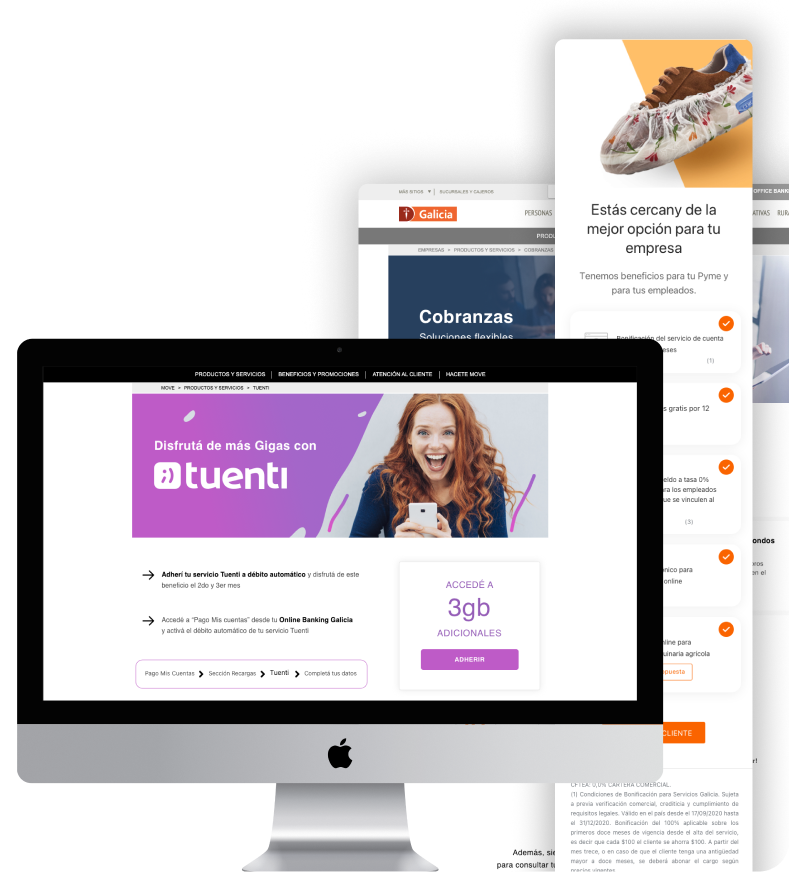 MÁS SITIOS ▼ | SUCURSALES Y CAJEROS
OFFICE BANK
Galicia
PERSONAS
ATIVAS RURA
PRODU
EMPRESAS > PRODUCTOS Y SERVICIOS > COBRANZAS
Cobranzas
Soluciones flexibles
Estás cercany de la
mejor opción para tu
empresa
Tenemos beneficios para tu Pyme y
para tus empleados.
Bonificación del servicio de cuenta
eses
(1)
s gratis por 12
eldo a tasa 0%
ra los empleados
ue se vinculen al
(3)
ónico para
online
nline para
uinaria agrícola
puesta
CLIENTE
ondos
en el
PRODUCTOS Y SERVICIOS | BENEFICIOS Y PROMOCIONES | ATENCIÓN AL CLIENTE | HACETE MOVE
MOVE > PRODUCTOS Y SERVICIOS > TUENTI
Disfrutá de más Gigas con
tuenti
Adherí tu servicio Tuenti a débito automático y disfrutá de este
beneficio el 2do y 3er mes
Accedé a "Pago Mis cuentas" desde tu Online Banking Galicia
y activá el débito automático de tu servicio Tuenti
Pago Mis Cuentas > Sección Recargas > Tuenti > Completá tus datos
ACCEDÉ A
3gb
ADICIONALES
ADHERIR
CFTEA: 0,0% CARTERA COMERCIAL.
(1) Condiciones de Bonificación para Servicios Galicia. Sujeta
a previa verificación comercial, crediticia y cumplimiento de
requisitos legales. Válido en el país desde el 17/09/2020 hasta
el 31/12/2020. Bonificación del 100% aplicable sobre los
primeros doce meses de vigencia desde el alta del servicio,
es decir que cada $100 el cliente se ahorra $100. A partir del
mes trece, o en caso de que el cliente tenga una antigüedad
mayor a doce meses, se deberá abonar el cargo según
precios vigentes
Además, sie
para consultar tu